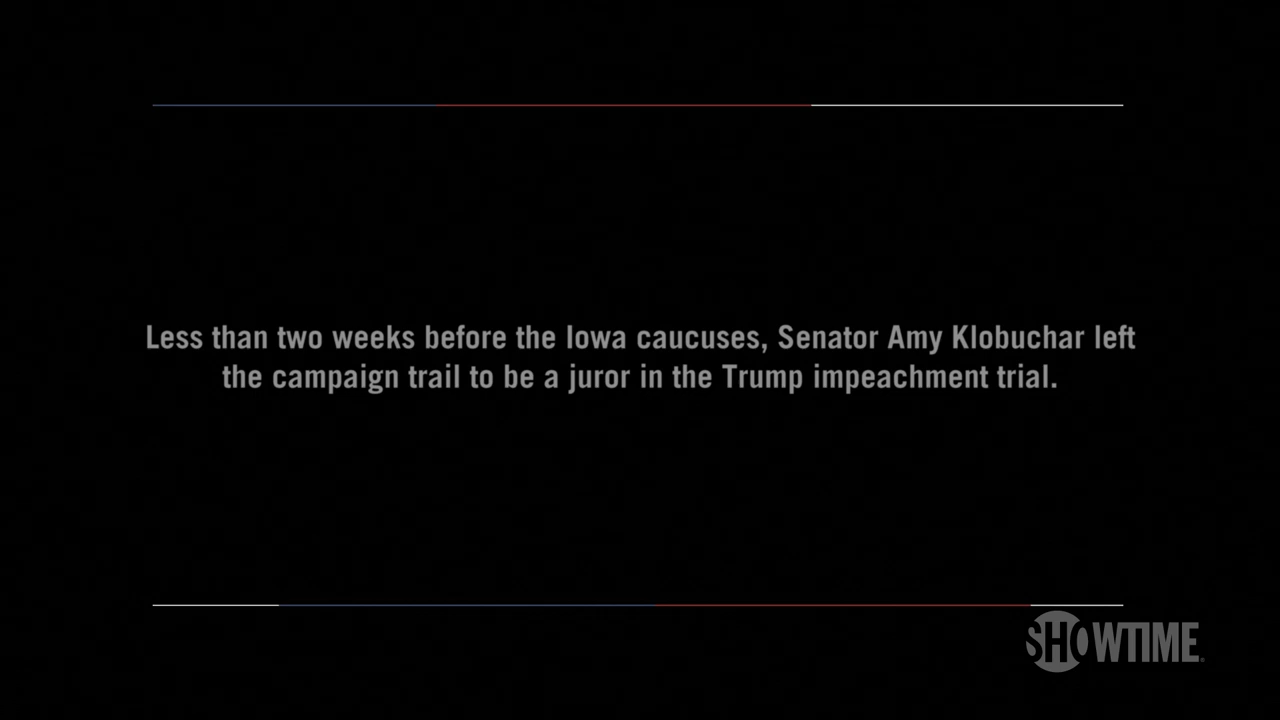 Less than two weeks before the Iowa caucuses, Senator Amy Klobuchar left
the campaign trail to be a juror in the Trump impeachment trial.
SHOWTIME